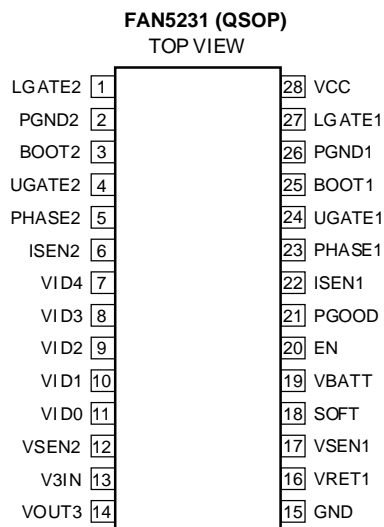 FAN5231 (QSOP)
TOP VIEW
LGATE2 1 28 VCC
PGND2 2 27 LGATE1
BOOT2 3 26 PGND1
UGATE2 4 25 BOOT1
PHASE2 5 24 UGATE1
ISEN2 6 23 PHASE1
VID4 7 22 ISEN1
VID3 8 21 PGOOD
VID2 9 20 EN
VID1 10 19 VBATT
VID0 11 18 SOFT
VSEN2 12 17 VSEN1
V3IN 13 16 VRET1
VOUT3 14 15 GND